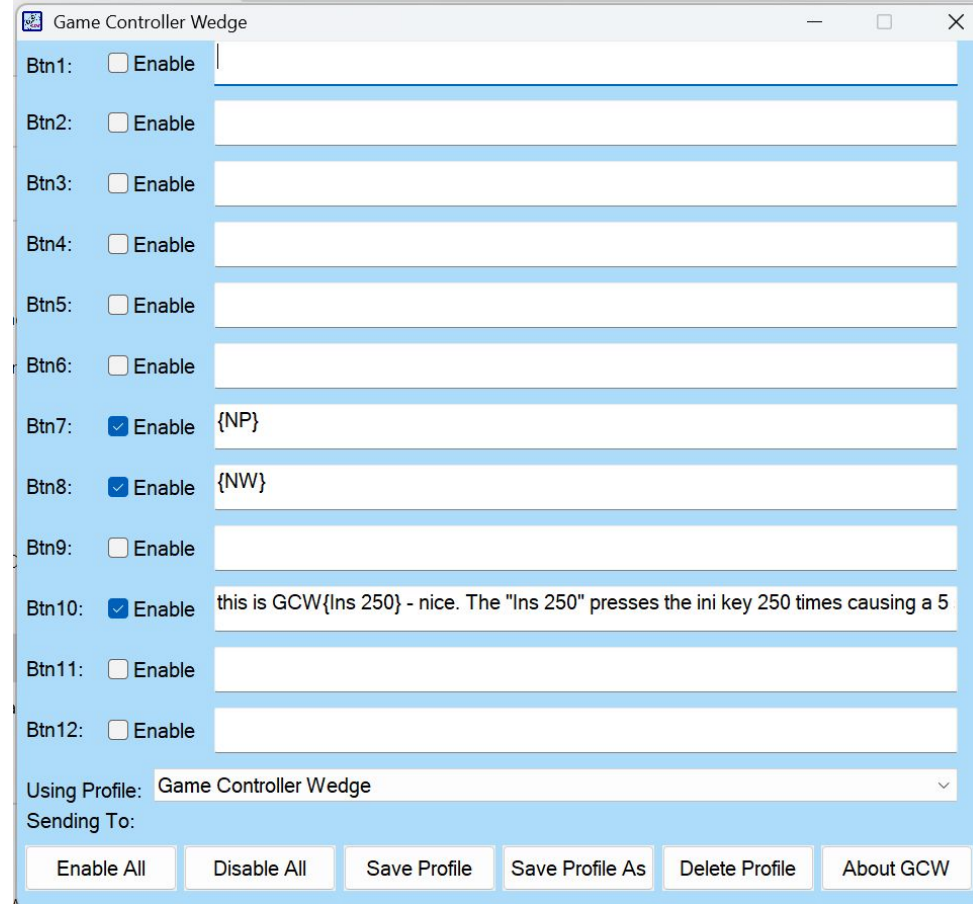 Game Controller Wedge
Btn1: Enable
Btn2: Enable
Btn3: Enable
Btn4: Enable
Btn5: Enable
Btn6: Enable
Btn7: Enable {NP}
Btn8: Enable {NW}
Btn9: Enable
Btn10: Enable this is GCW{Ins 250} - nice. The "Ins 250" presses the ini key 250 times causing a 5
Btn11: Enable
Btn12: Enable
Using Profile: Game Controller Wedge
Sending To:
Enable All Disable All Save Profile Save Profile As Delete Profile About GCW